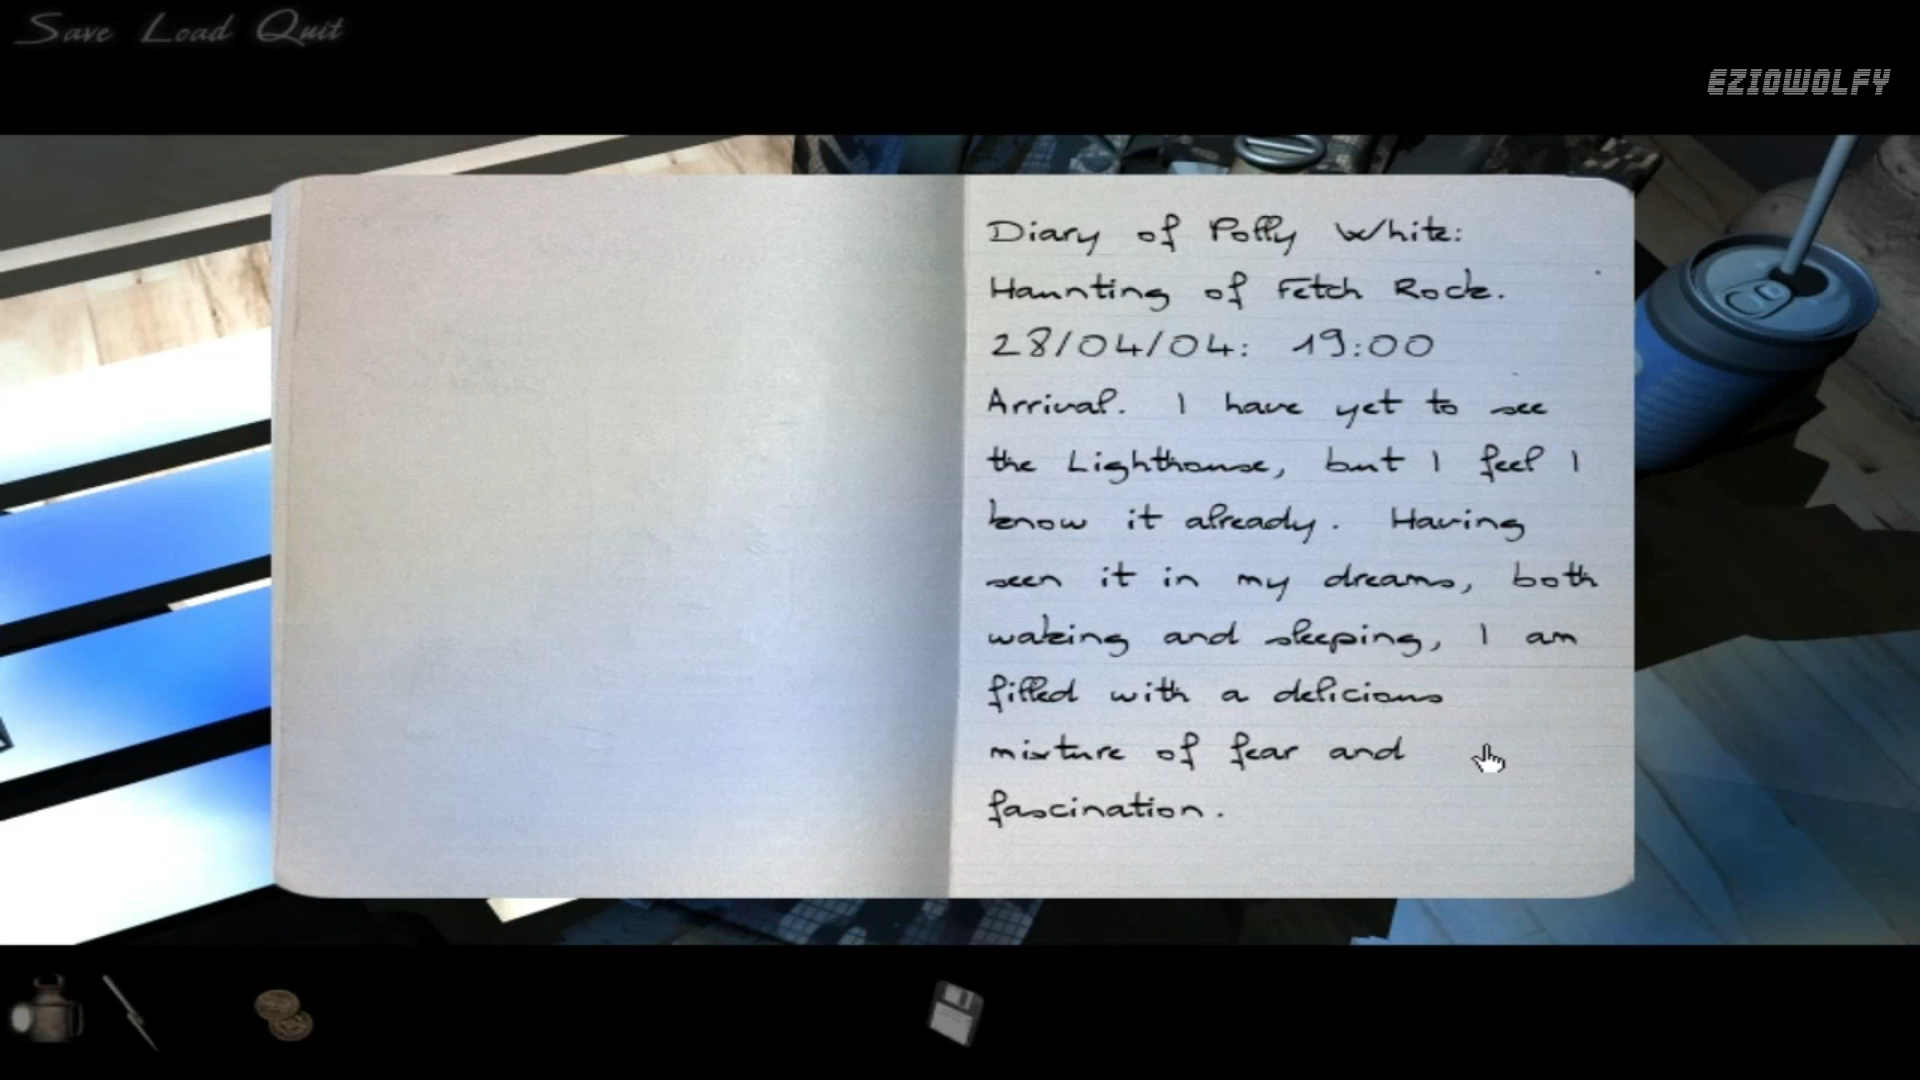 Save Load Quit
EZIOWOLFY
Diary of Polly White:
Haunting of Fetch Rock.
28/04/04: 19:00
Arrival. I have yet to see
the Lighthouse, but I feel I
know it already. Having
seen it in my dreams, both
waking and sleeping, I am
filled with a delicious
mixture of fear and
fascination.